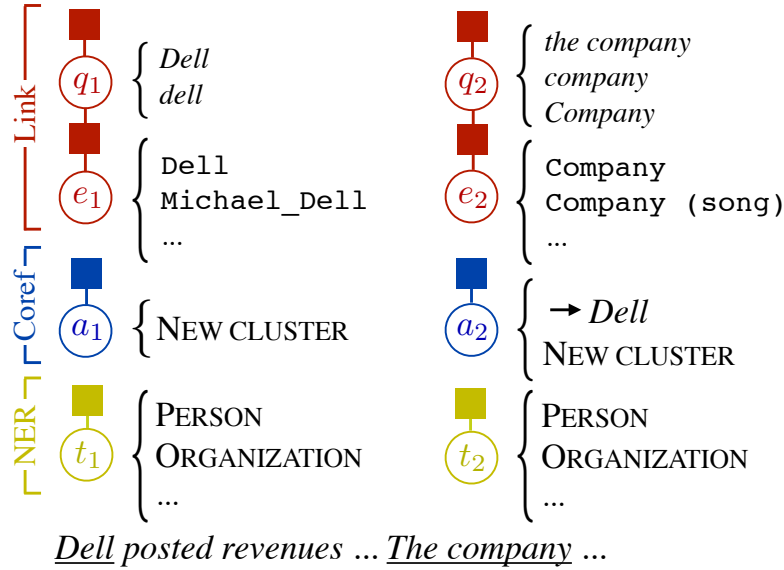 Link
q1
Dell
dell
e1
Dell
Michael_Dell
...
q2
the company
company
Company
e2
Company
Company (song)
...
Coref
a1
NEW CLUSTER
a2
→ Dell
NEW CLUSTER
NER
t1
PERSON
ORGANIZATION
...
t2
PERSON
ORGANIZATION
...
Dell posted revenues ... The company ...